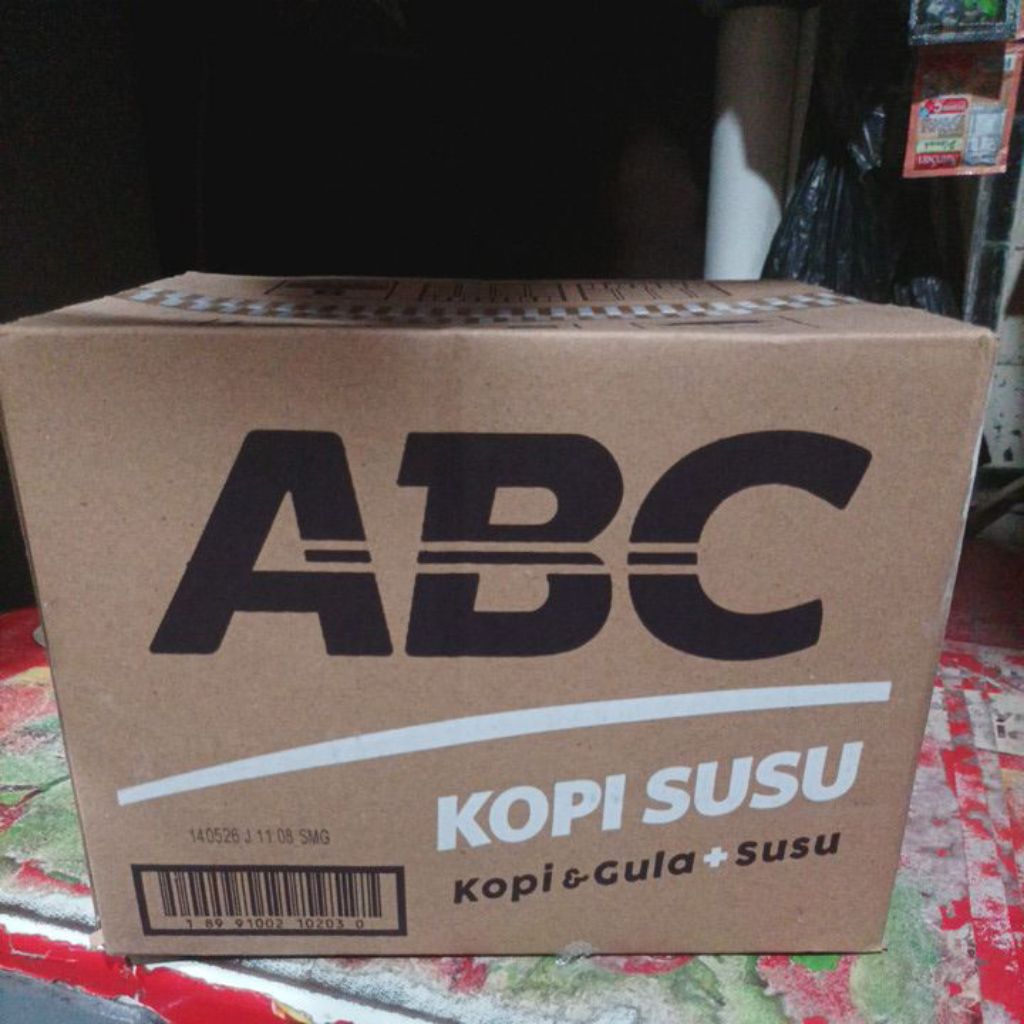 ABC
KOPI SUSU
Kopi & Gula + Susu
140526 J 11 08 SMG
1 89 91002 10203 0